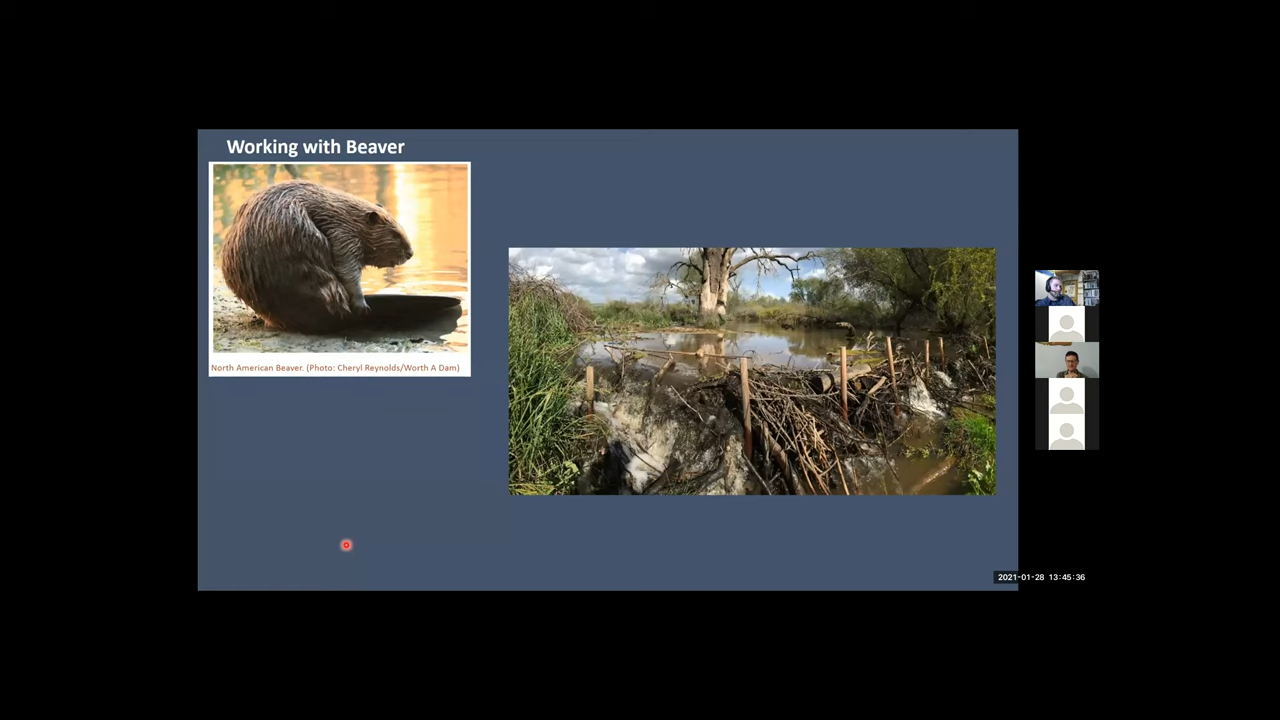 Working with Beaver
North American Beaver. (Photo: Cheryl Reynolds/Worth A Dam)
2021-01-28 13:45:36